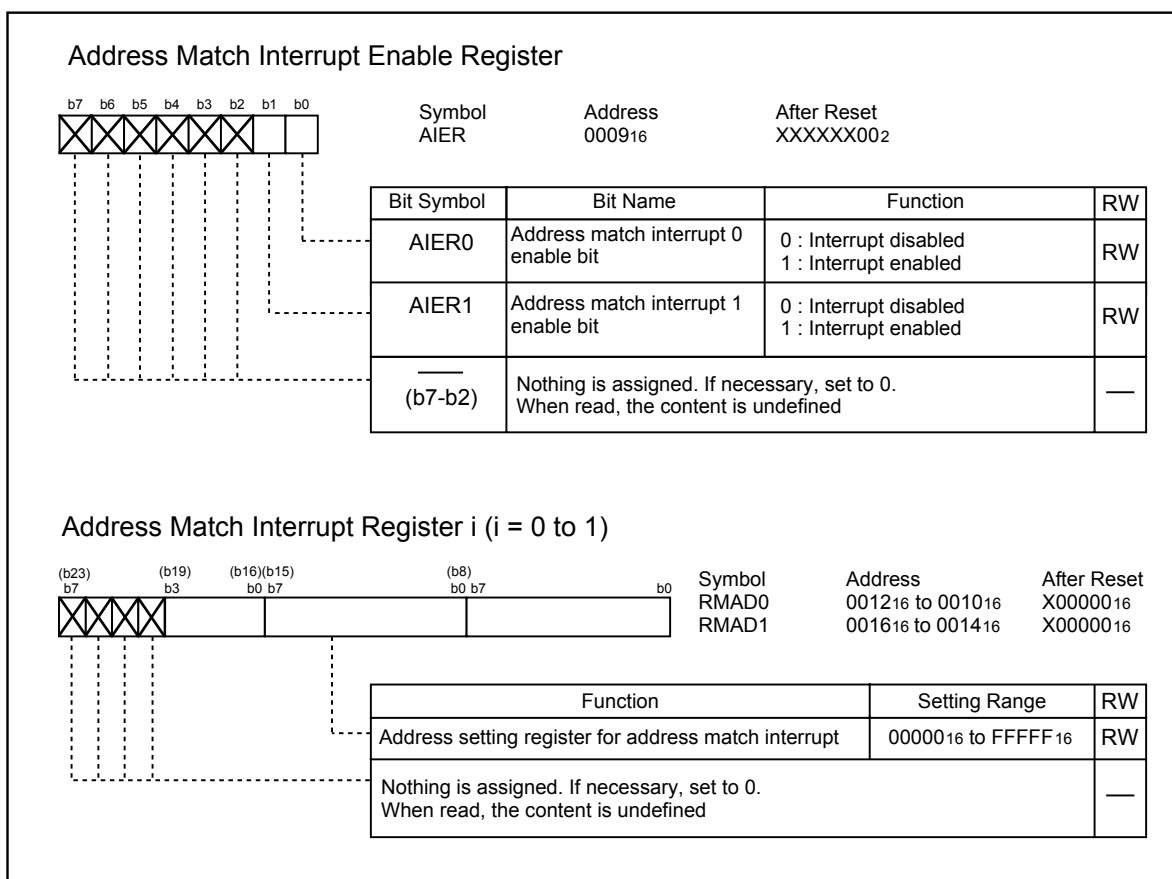 Address Match Interrupt Enable Register
b7 b6 b5 b4 b3 b2 b1 b0
Symbol Address After Reset
AIER 000916 XXXXXX002
Bit Symbol Bit Name Function RW
AIER0 Address match interrupt 0 enable bit 0 : Interrupt disabled 1 : Interrupt enabled RW
AIER1 Address match interrupt 1 enable bit 0 : Interrupt disabled 1 : Interrupt enabled RW
(b7-b2) Nothing is assigned. If necessary, set to 0.
When read, the content is undefined —
Address Match Interrupt Register i (i = 0 to 1)
(b23) (b19) (b16)(b15) (b8)
b7 b3 b0 b7 b0 b7 b0
Symbol Address After Reset
RMAD0 001216 to 001016 X0000016
RMAD1 001616 to 001416 X0000016
Function Setting Range RW
Address setting register for address match interrupt 0000016 to FFFFF16 RW
Nothing is assigned. If necessary, set to 0.
When read, the content is undefined —